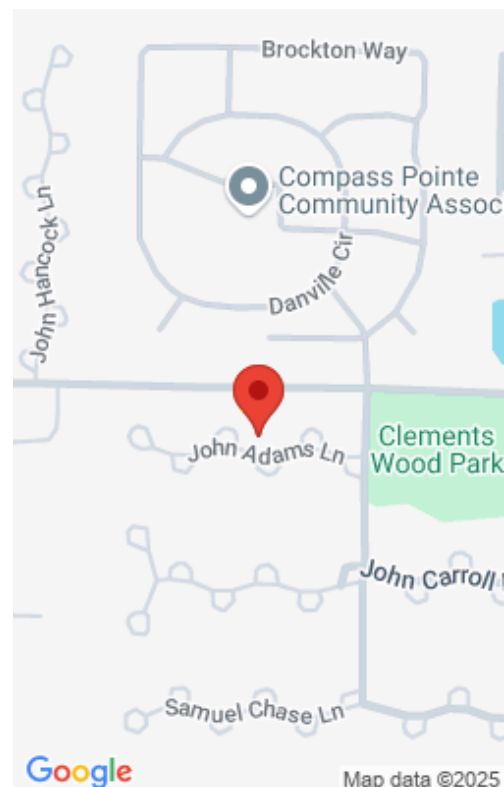 Brockton Way
Compass Pointe
Community Assoc
John Hancock Ln
Danville Cir
John Adams Ln
Clements
Wood Park
John Carroll
Samuel Chase Ln
Google
Map data ©2025